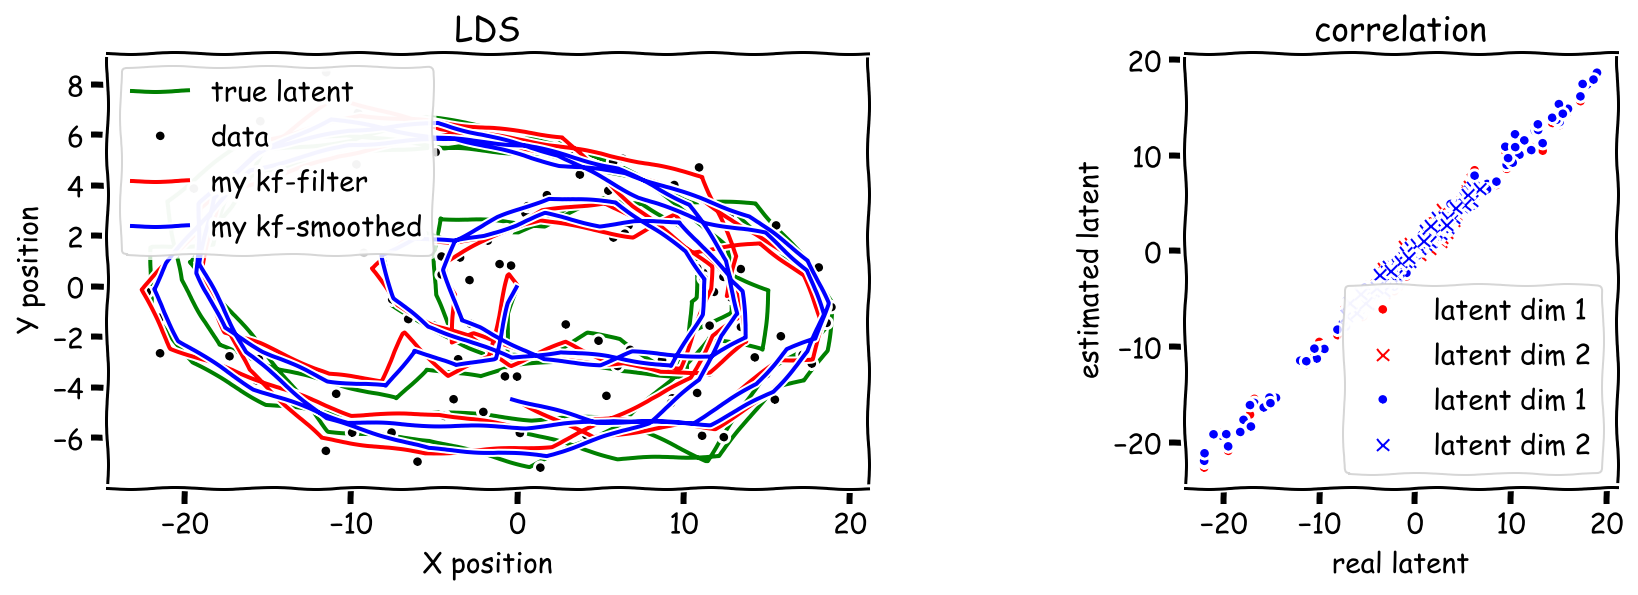 LDS
true latent
data
my kf-filter
my kf-smoothed
8
6
4
2
0
−2
−4
−6
Y position
−20
−10
0
10
20
X position
correlation
20
10
0
−10
−20
estimated latent
latent dim 1
latent dim 2
latent dim 1
latent dim 2
−20
−10
0
10
20
real latent